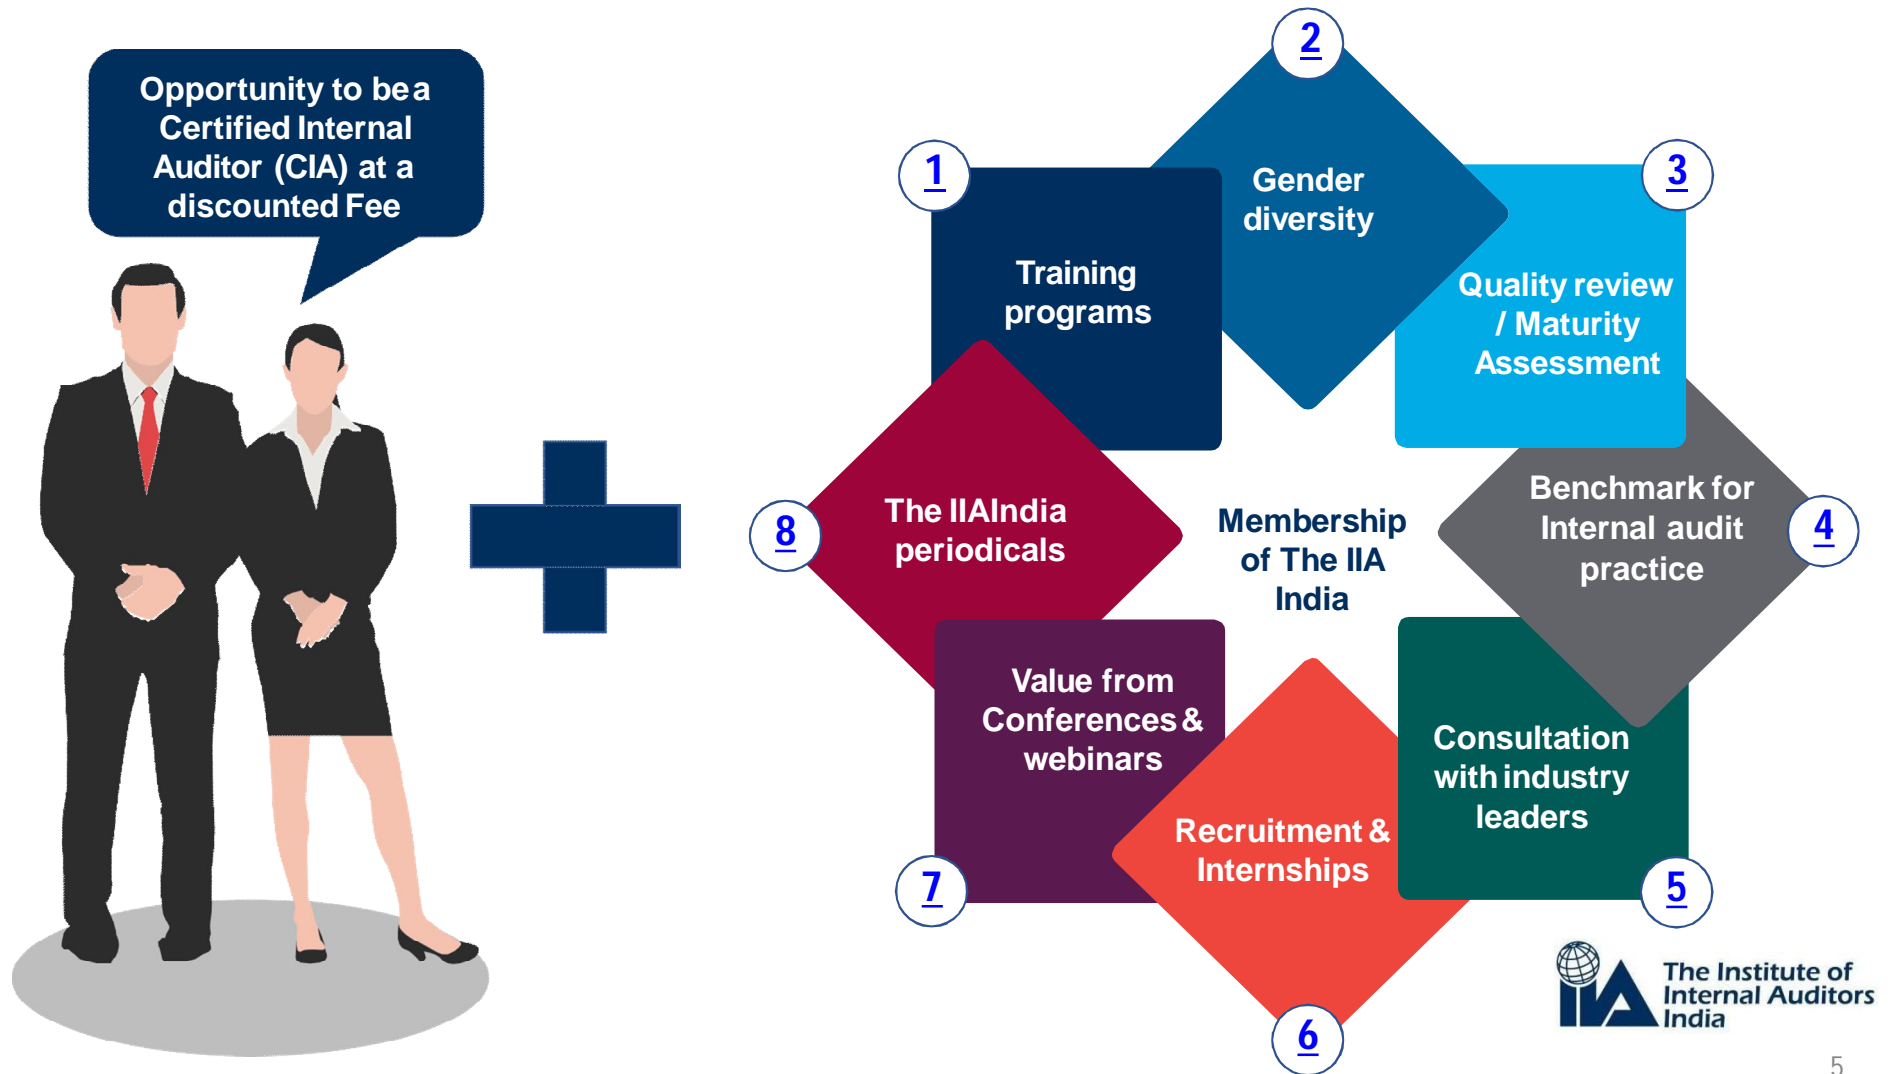 Opportunity to be a
Certified Internal
Auditor (CIA) at a
discounted Fee
1
Training
programs
2
Gender
diversity
3
Quality review
/ Maturity
Assessment
4
Benchmark for
Internal audit
practice
5
Consultation
with industry
leaders
6
Recruitment &
Internships
7
Value from
Conferences &
webinars
8
The IIAIndia
periodicals
Membership
of The IIA
India
IIA
The Institute of
Internal Auditors
India
5